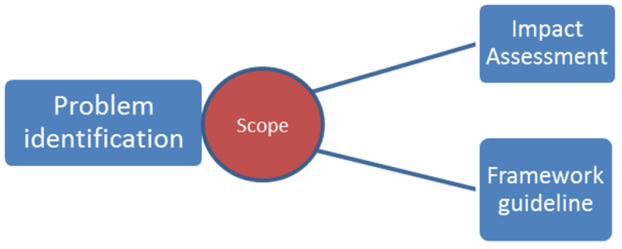 Problem
identification
Scope
Impact
Assessment
Framework
guideline